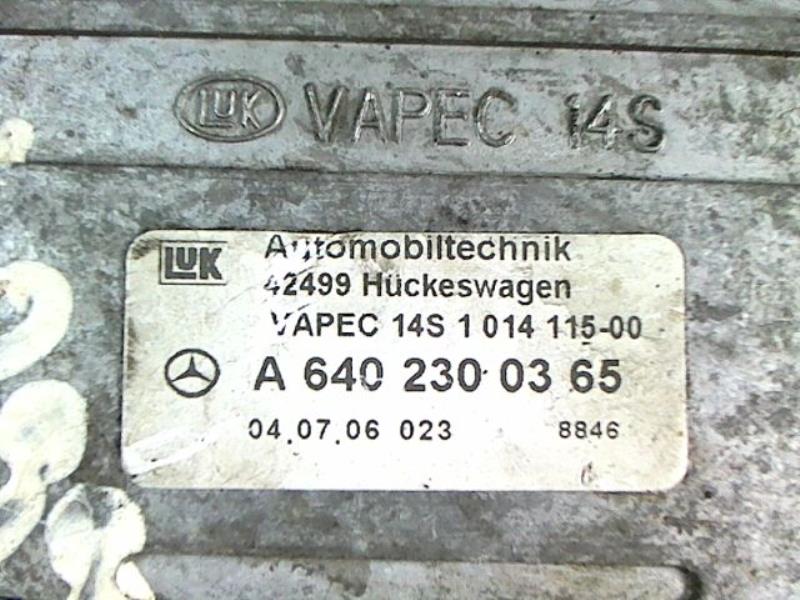 LUK VAPEC 14S
LUK Automobiltechnik
42499 Hückeswagen
VAPEC 14S 1 014 115-00
A 640 230 03 65
04.07.06 023 8846